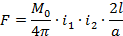 F = M₀/4π · i₁ · i₂ · 2l/a